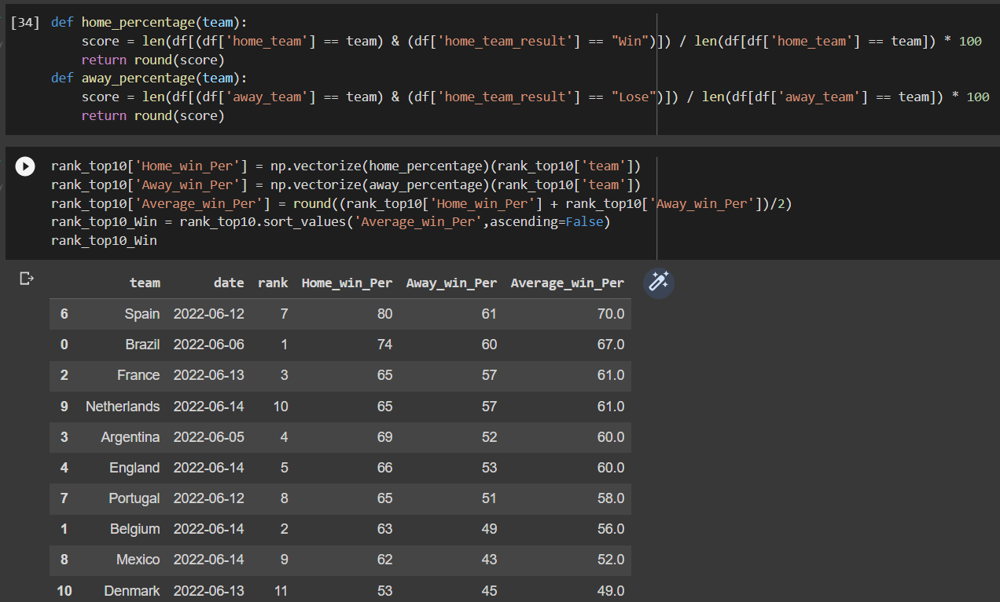 [34] def home_percentage(team):
score = len(df[(df['home_team'] == team) & (df['home_team_result'] == "Win")]) / len(df[df['home_team'] == team]) * 100
return round(score)
def away_percentage(team):
score = len(df[(df['away_team'] == team) & (df['home_team_result'] == "Lose")]) / len(df[df['away_team'] == team]) * 100
return round(score)
rank_top10['Home_win_Per'] = np.vectorize(home_percentage)(rank_top10['team'])
rank_top10['Away_win_Per'] = np.vectorize(away_percentage)(rank_top10['team'])
rank_top10['Average_win_Per'] = round((rank_top10['Home_win_Per'] + rank_top10['Away_win_Per'])/2)
rank_top10_Win = rank_top10.sort_values('Average_win_Per',ascending=False)
rank_top10_Win
team date rank Home_win_Per Away_win_Per Average_win_Per
6 Spain 2022-06-12 7 80 61 70.0
0 Brazil 2022-06-06 1 74 60 67.0
2 France 2022-06-13 3 65 57 61.0
9 Netherlands 2022-06-14 10 65 57 61.0
3 Argentina 2022-06-05 4 69 52 60.0
4 England 2022-06-14 5 66 53 60.0
7 Portugal 2022-06-12 8 65 51 58.0
1 Belgium 2022-06-14 2 63 49 56.0
8 Mexico 2022-06-14 9 62 43 52.0
10 Denmark 2022-06-13 11 53 45 49.0